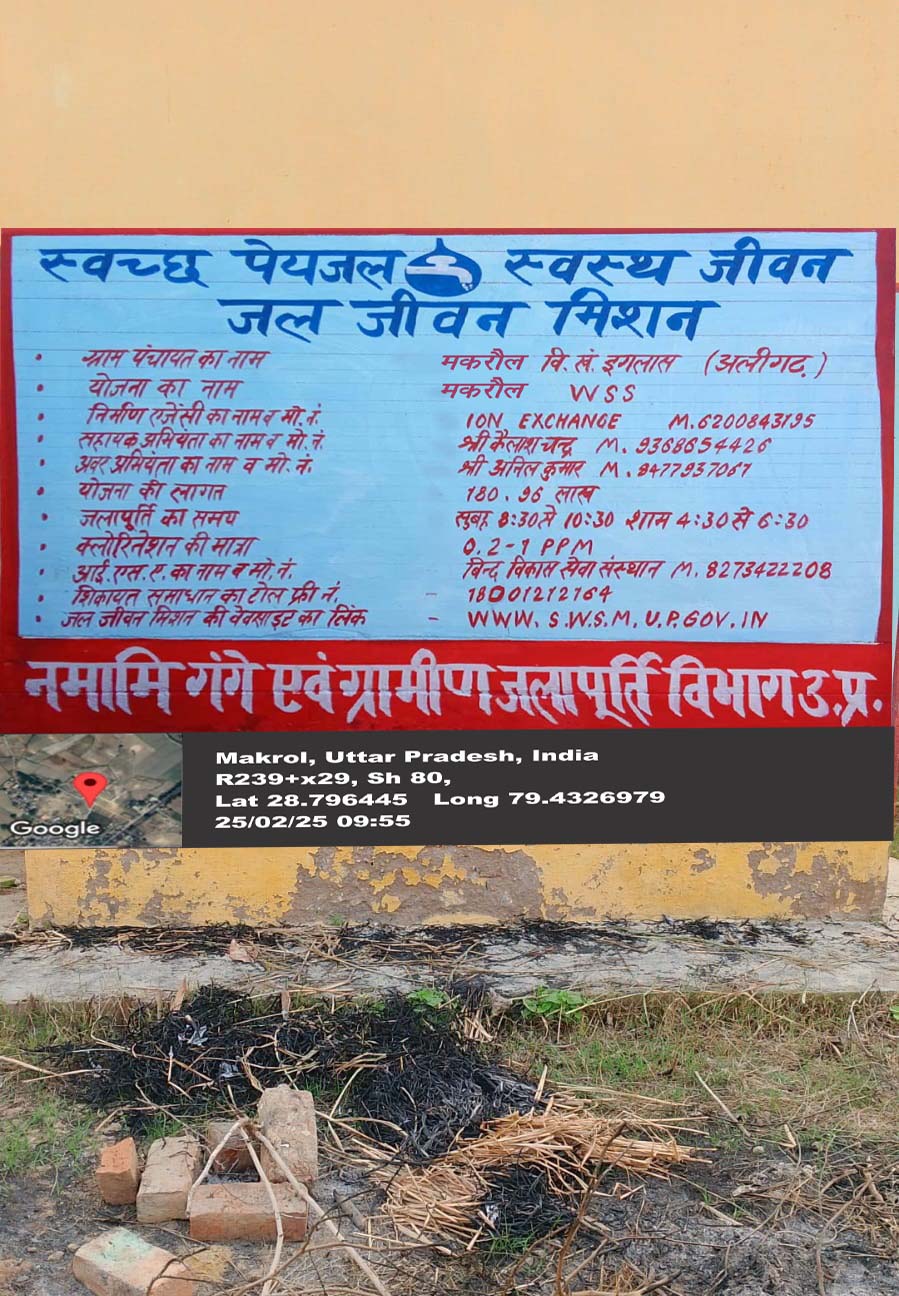 स्वच्छ पेयजल स्वस्थ जीवन
जल जीवन मिशन
• ग्राम पंचायत का नाम मकरौल वि. खं. इगलास (अलीगढ़)
• योजना का नाम मकरौल WSS
• निर्माण एजेंसी का नाम व मो. नं. ION EXCHANGE M.6200843195
• सहायक अभियंता का नाम व मो. नं. श्री कैलाश चन्द्र M. 9368654426
• अवर अभियंता का नाम व मो. नं. श्री अनिल कुमार M. 8477937067
• योजना की लागत 180.96 लाख
• जलापूर्ति का समय सुबह 8:30 से 10:30 शाम 4:30 से 6:30
• क्लोरिनेशन की मात्रा 0.2-1 PPM
• आई. एस. ए. का नाम व मो. नं. बिन्द विकास सेवा संस्थान M. 8273422208
• शिकायत समाधान का टोल फ्री नं. - 18001212164
• जल जीवन मिशन की वेवसाइट का लिंक - WWW. S.W.S.M. U.P.GOV.IN
नमामि गंगे एवं ग्रामीण जलापूर्ति विभाग उ.प्र.
Makrol, Uttar Pradesh, India
R239+x29, Sh 80,
Lat 28.796445 Long 79.4326979
25/02/25 09:55
Google